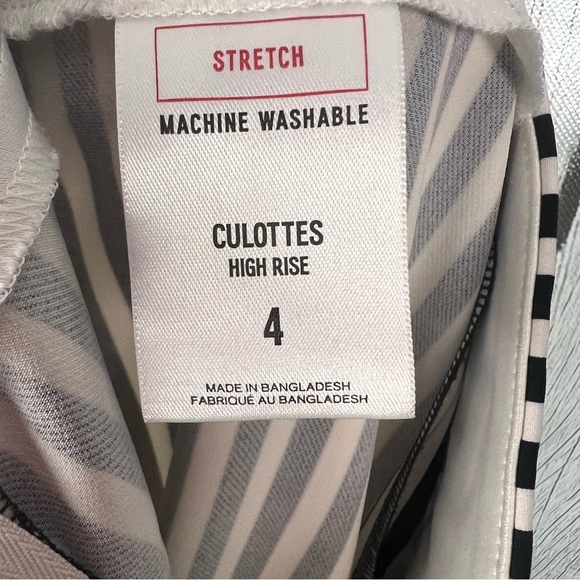 STRETCH
MACHINE WASHABLE
CULOTTES
HIGH RISE
4
MADE IN BANGLADESH
FABRIQUÉ AU BANGLADESH